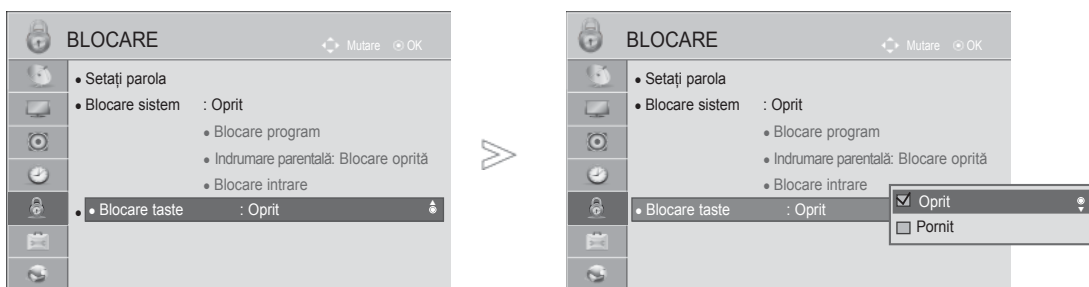 BLOCARE
Mutare OK
• Setați parola
• Blocare sistem : Oprit
• Blocare program
• Indrumare parentală: Blocare oprită
• Blocare intrare
• • Blocare taste : Oprit
BLOCARE
Mutare OK
• Setați parola
• Blocare sistem : Oprit
• Blocare program
• Indrumare parentală: Blocare oprită
• Blocare intrare
• Blocare taste : Oprit
Oprit
Pornit